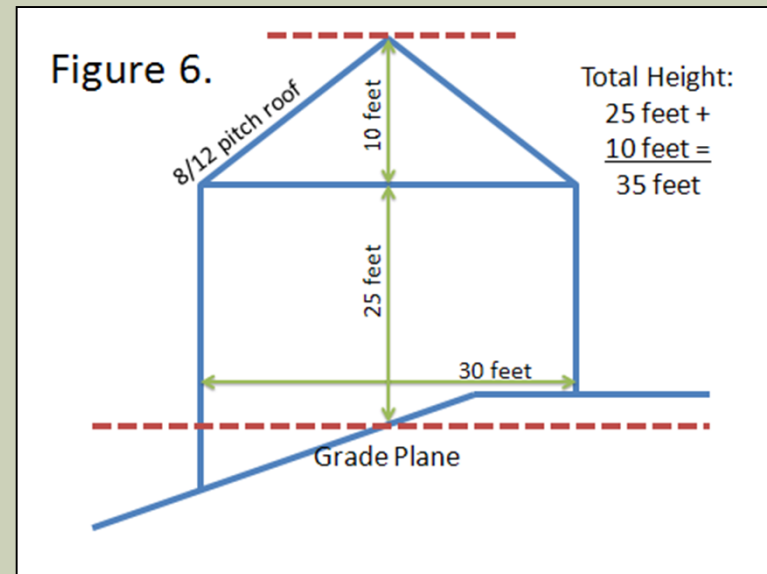 Figure 6.
8/12 pitch roof
10 feet
Total Height:
25 feet +
10 feet =
35 feet
25 feet
30 feet
Grade Plane